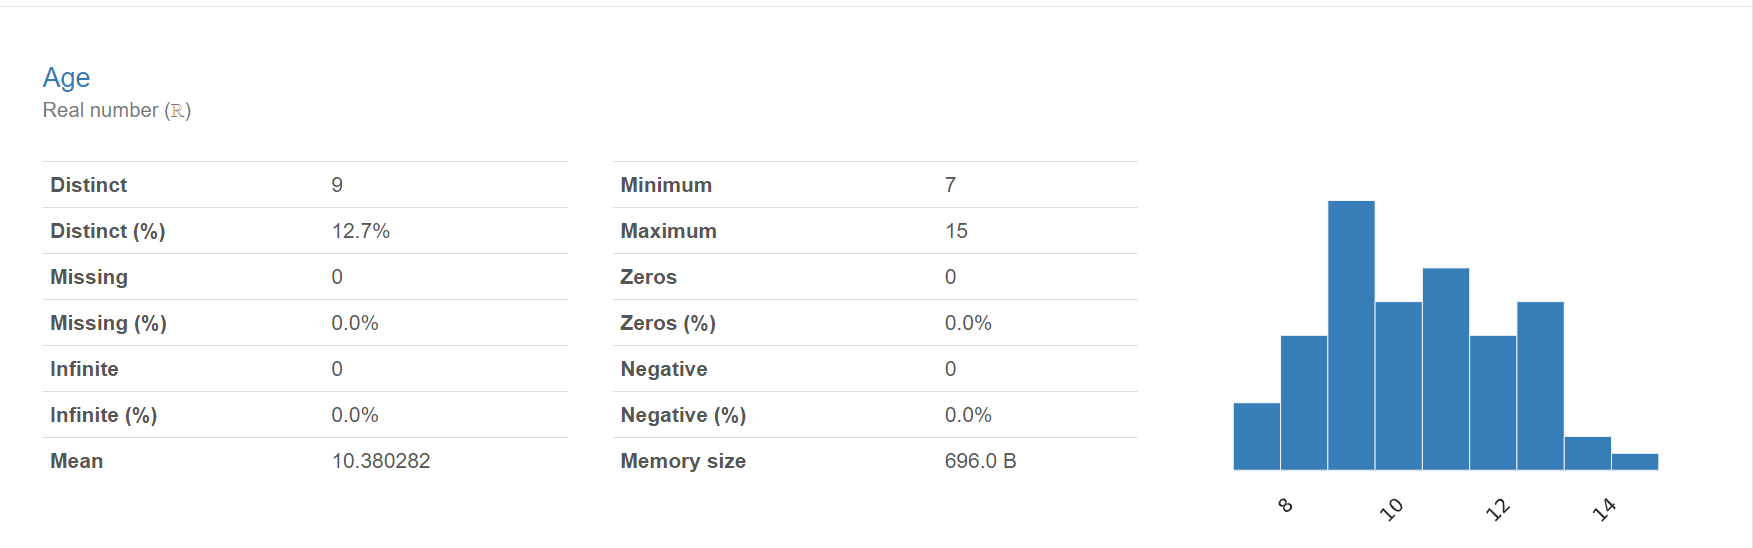 Age
Real number (ℝ)
Distinct 9
Distinct (%) 12.7%
Missing 0
Missing (%) 0.0%
Infinite 0
Infinite (%) 0.0%
Mean 10.380282
Minimum 7
Maximum 15
Zeros 0
Zeros (%) 0.0%
Negative 0
Negative (%) 0.0%
Memory size 696.0 B
8 10 12 14